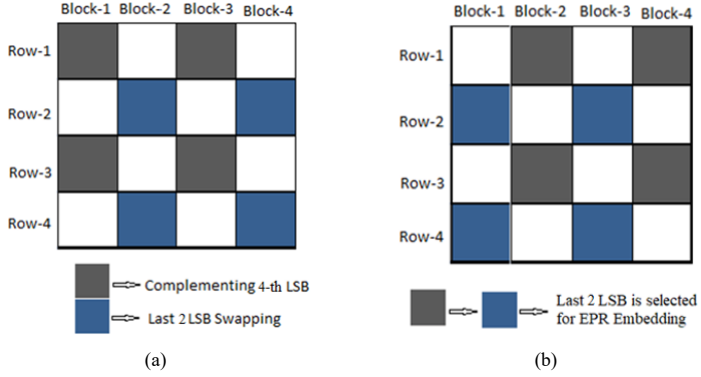 Block-1 Block-2 Block-3 Block-4
Row-1
Row-2
Row-3
Row-4
Complementing 4-th LSB
Last 2 LSB Swapping
(a)
Block-1 Block-2 Block-3 Block-4
Row-1
Row-2
Row-3
Row-4
Last 2 LSB is selected
for EPR Embedding
(b)